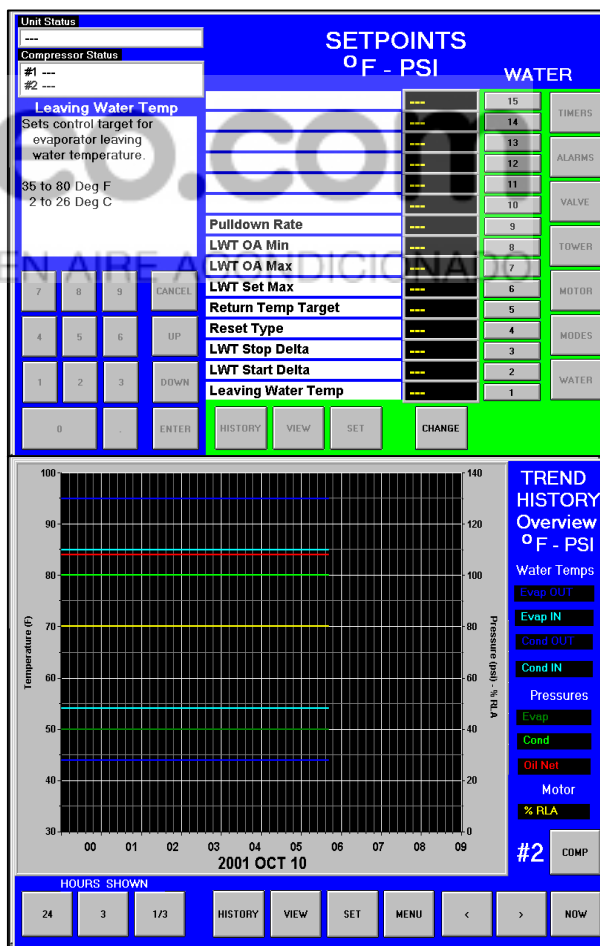 Unit Status
---
Compressor Status
#1 ---
#2 ---
SETPOINTS
°F - PSI
WATER
Leaving Water Temp
Sets control target for
evaporator leaving
water temperature.
35 to 80 Deg F
2 to 26 Deg C
--- 15
--- 14
--- 13
--- 12
--- 11
--- 10
Pulldown Rate --- 9
LWT OA Min --- 8
LWT OA Max --- 7
LWT Set Max --- 6
Return Temp Target --- 5
Reset Type --- 4
LWT Stop Delta --- 3
LWT Start Delta --- 2
Leaving Water Temp --- 1
TIMERS
ALARMS
VALVE
TOWER
MOTOR
MODES
WATER
eo.com
EN AIRE ACONDICIONADO
7 8 9 CANCEL
4 5 6 UP
1 2 3 DOWN
0 . ENTER
HISTORY VIEW SET CHANGE
100
90
80
70
60
50
40
30
Temperature (F)
140
120
100
80
60
40
20
0
Pressure (psi) - % RLA
00 01 02 03 04 05 06 07 08 09
2001 OCT 10
TREND
HISTORY
Overview
°F - PSI
Water Temps
Evap OUT
Evap IN
Cond OUT
Cond IN
Pressures
Evap
Cond
Oil Net
Motor
% RLA
#2 COMP
HOURS SHOWN
24 3 1/3 HISTORY VIEW SET MENU < > NOW